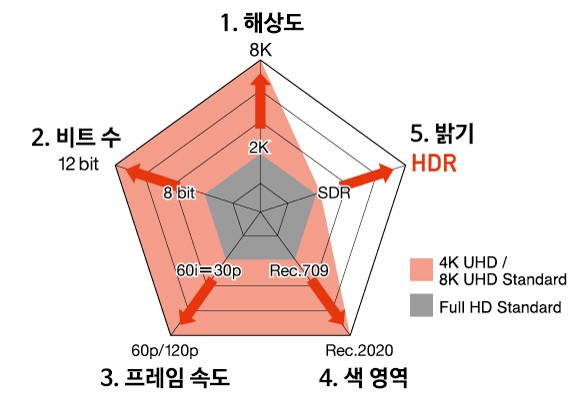 1. 해상도
8K
2. 비트 수
12 bit
5. 밝기
HDR
2K
8 bit
SDR
60i=30p
Rec.709
4K UHD /
8K UHD Standard
Full HD Standard
60p/120p
Rec.2020
3. 프레임 속도
4. 색 영역